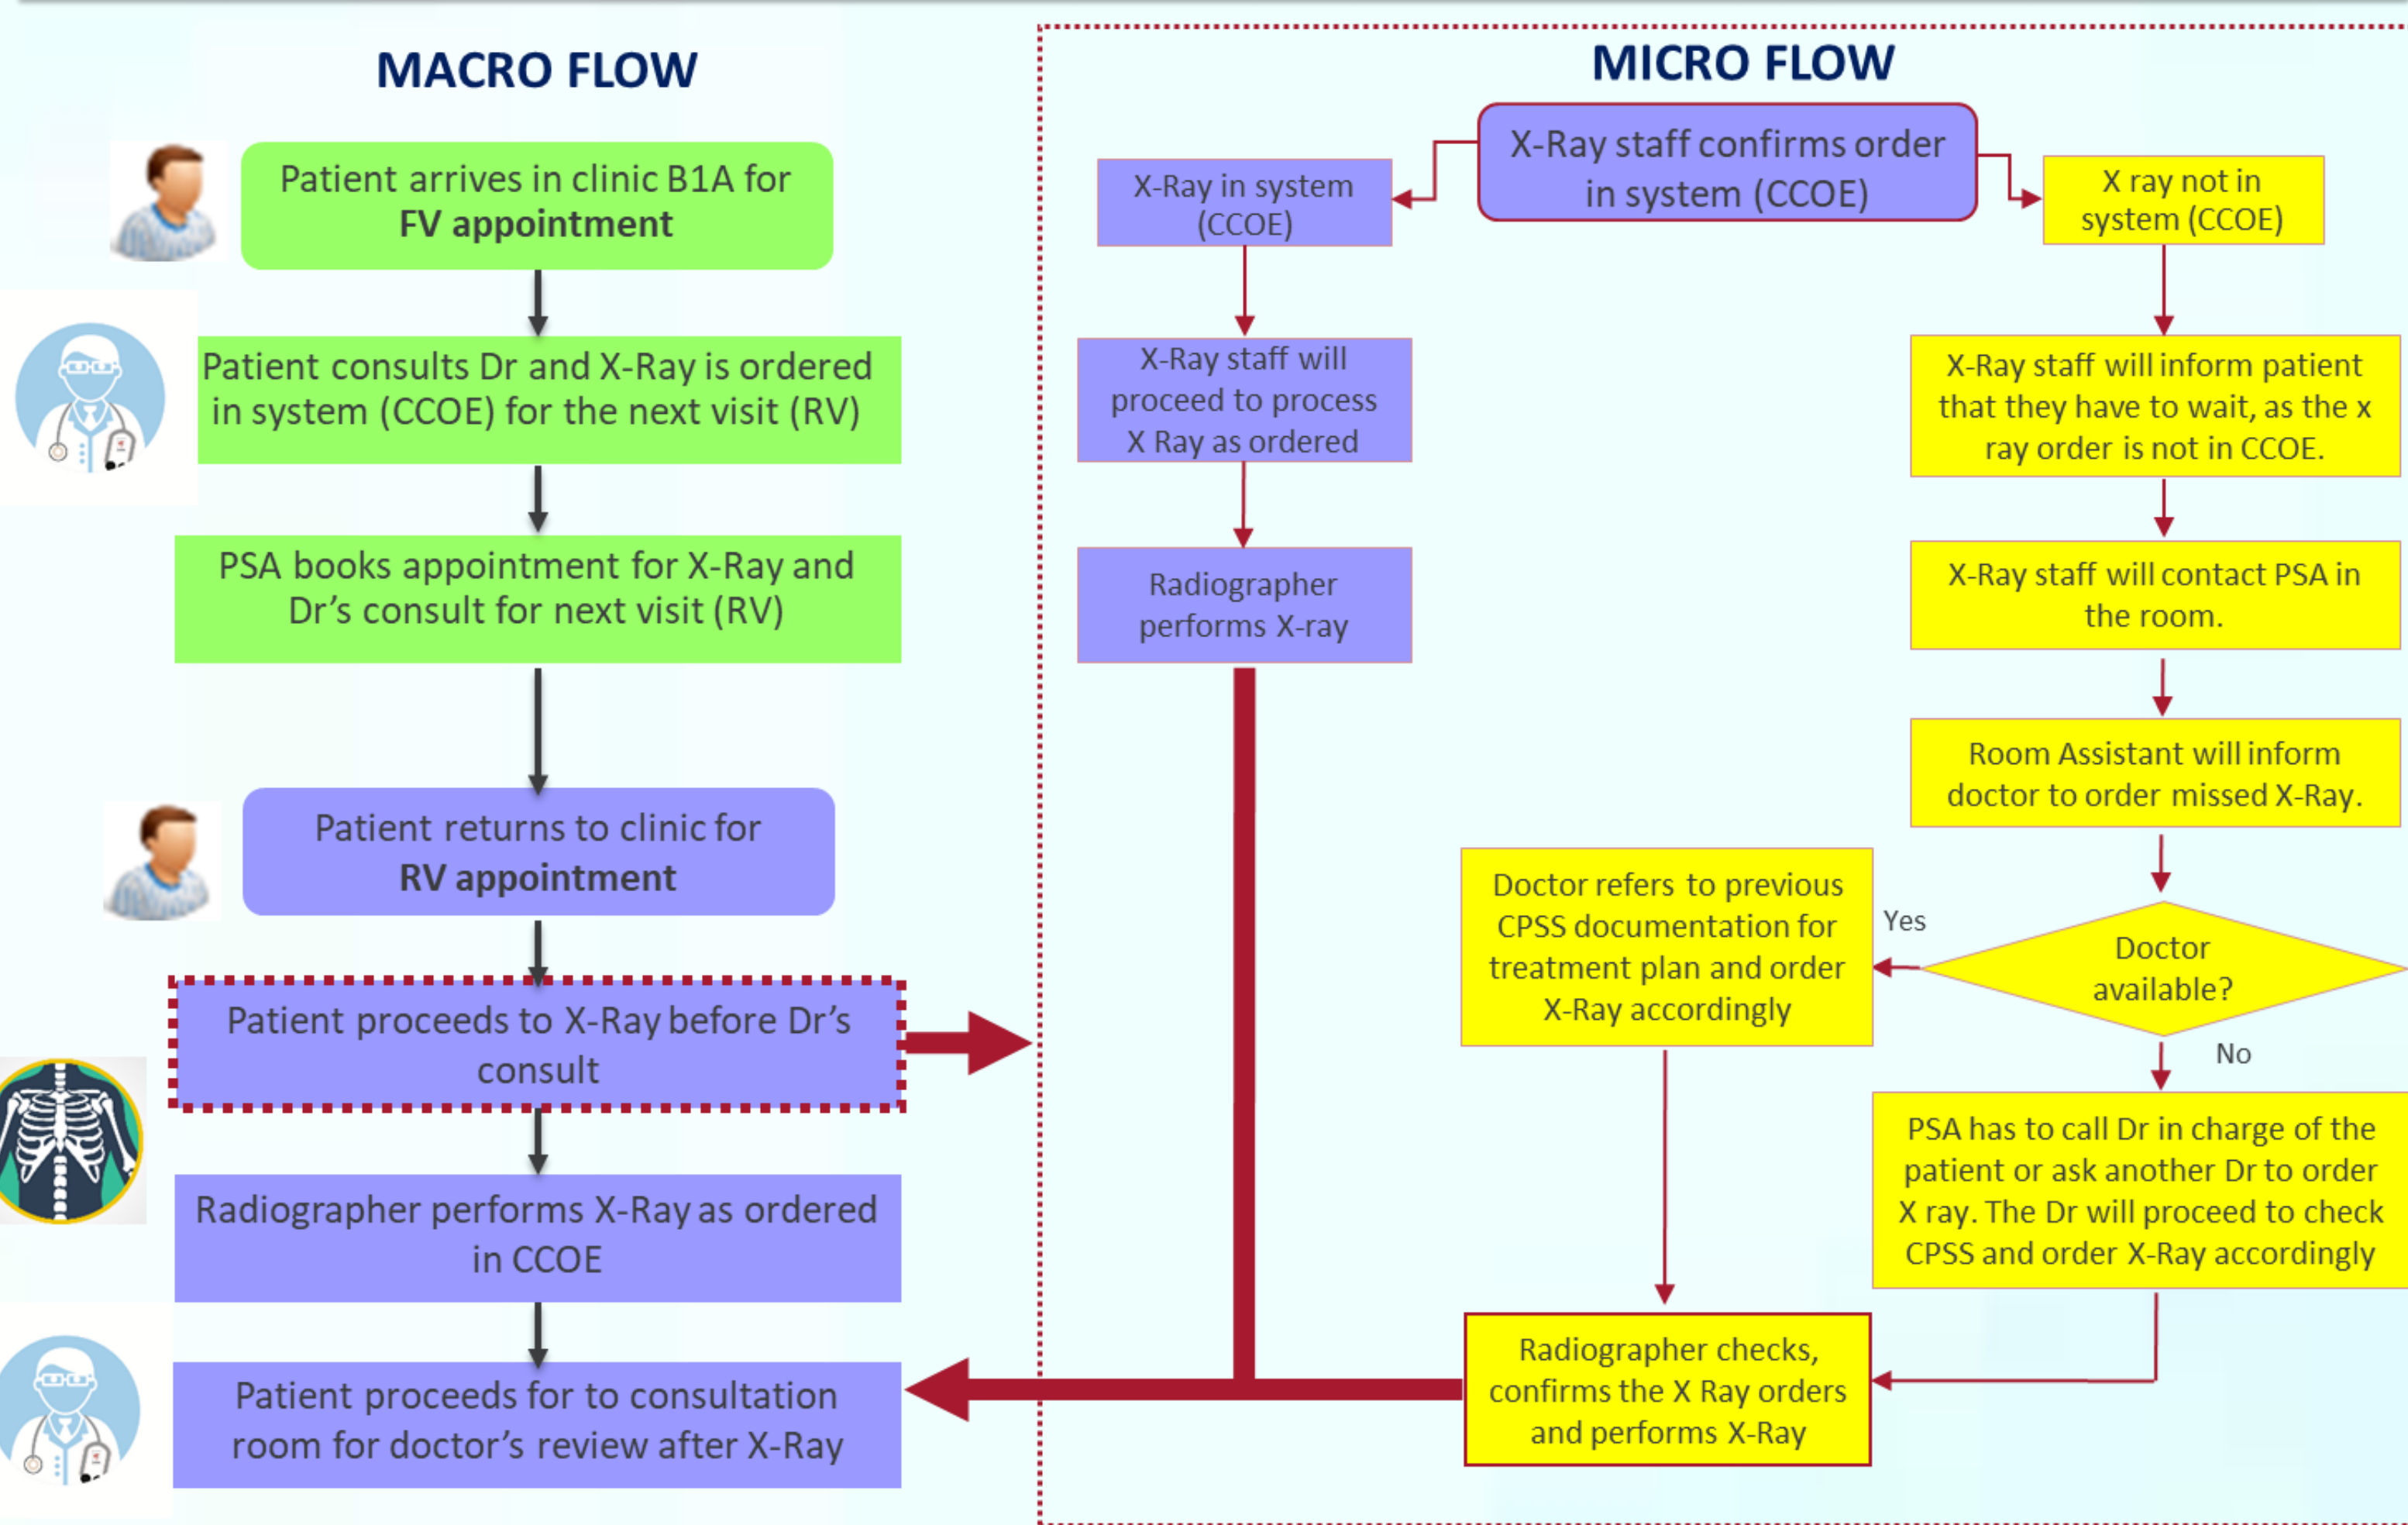 MACRO FLOW
Patient arrives in clinic B1A for
FV appointment
Patient consults Dr and X-Ray is ordered
in system (CCOE) for the next visit (RV)
PSA books appointment for X-Ray and
Dr’s consult for next visit (RV)
Patient returns to clinic for
RV appointment
Patient proceeds to X-Ray before Dr’s
consult
Radiographer performs X-Ray as ordered
in CCOE
Patient proceeds for to consultation
room for doctor’s review after X-Ray
MICRO FLOW
X-Ray staff confirms order
in system (CCOE)
X-Ray in system
(CCOE)
X-Ray staff will
proceed to process
X Ray as ordered
Radiographer
performs X-ray
X ray not in
system (CCOE)
X-Ray staff will inform patient
that they have to wait, as the x
ray order is not in CCOE.
X-Ray staff will contact PSA in
the room.
Room Assistant will inform
doctor to order missed X-Ray.
Doctor
available?
Yes
Doctor refers to previous
CPSS documentation for
treatment plan and order
X-Ray accordingly
No
PSA has to call Dr in charge of the
patient or ask another Dr to order
X ray. The Dr will proceed to check
CPSS and order X-Ray accordingly
Radiographer checks,
confirms the X Ray orders
and performs X-Ray